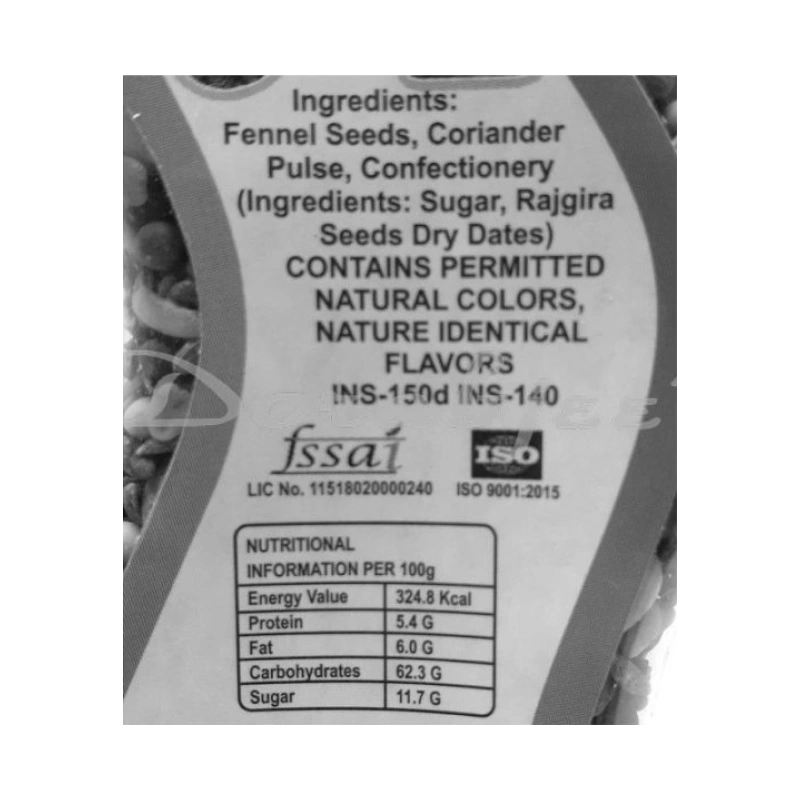 Ingredients:
Fennel Seeds, Coriander
Pulse, Confectionery
(Ingredients: Sugar, Rajgira
Seeds Dry Dates)
CONTAINS PERMITTED
NATURAL COLORS,
NATURE IDENTICAL
FLAVORS
INS-150d INS-140
fssai
ISO
LIC No. 11518020000240 ISO 9001:2015
NUTRITIONAL
INFORMATION PER 100g
Energy Value 324.8 Kcal
Protein 5.4 G
Fat 6.0 G
Carbohydrates 62.3 G
Sugar 11.7 G